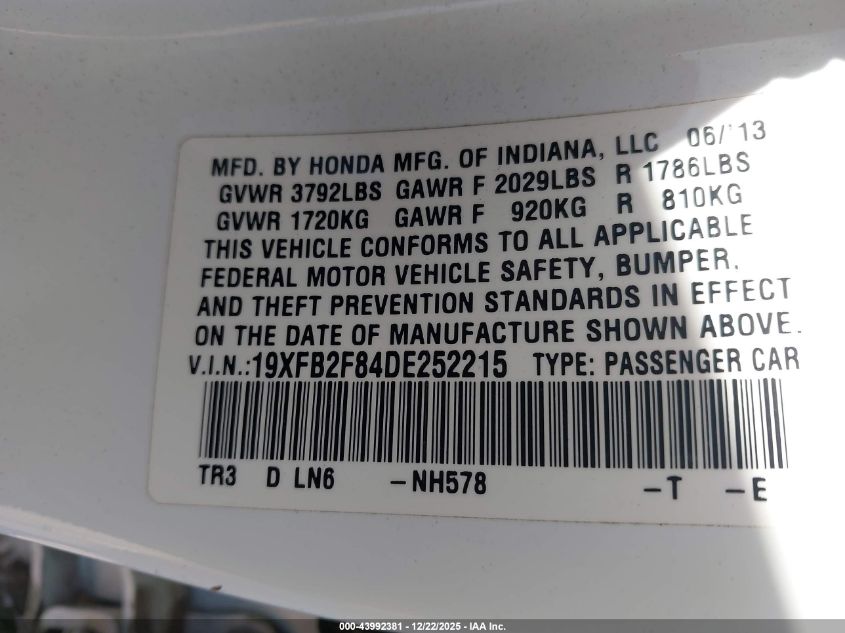 MFD. BY HONDA MFG. OF INDIANA, LLC 06/13
GVWR 3792LBS GAWR F 2029LBS R 1786LBS
GVWR 1720KG GAWR F 920KG R 810KG
THIS VEHICLE CONFORMS TO ALL APPLICABLE
FEDERAL MOTOR VEHICLE SAFETY, BUMPER,
AND THEFT PREVENTION STANDARDS IN EFFECT
ON THE DATE OF MANUFACTURE SHOWN ABOVE.
V.I.N.:19XFB2F84DE252215 TYPE: PASSENGER CAR
TR3 D LN6 -NH578 -T -E
000-43992381 - 12/22/2025 - IAA Inc.